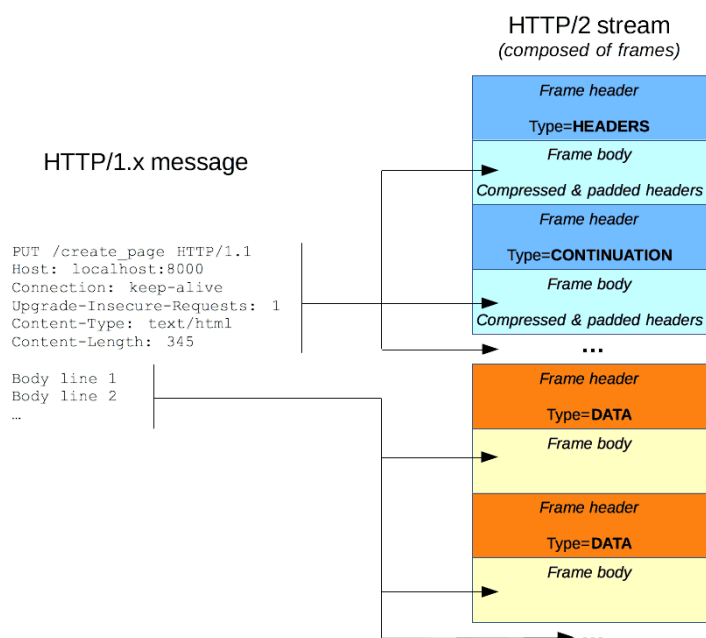 HTTP/2 stream
(composed of frames)
Frame header
Type=HEADERS
Frame body
Compressed & padded headers
Frame header
Type=CONTINUATION
Frame body
Compressed & padded headers
...
Frame header
Type=DATA
Frame body
Frame header
Type=DATA
Frame body
...
HTTP/1.x message
PUT /create_page HTTP/1.1
Host: localhost:8000
Connection: keep-alive
Upgrade-Insecure-Requests: 1
Content-Type: text/html
Content-Length: 345
Body line 1
Body line 2
…